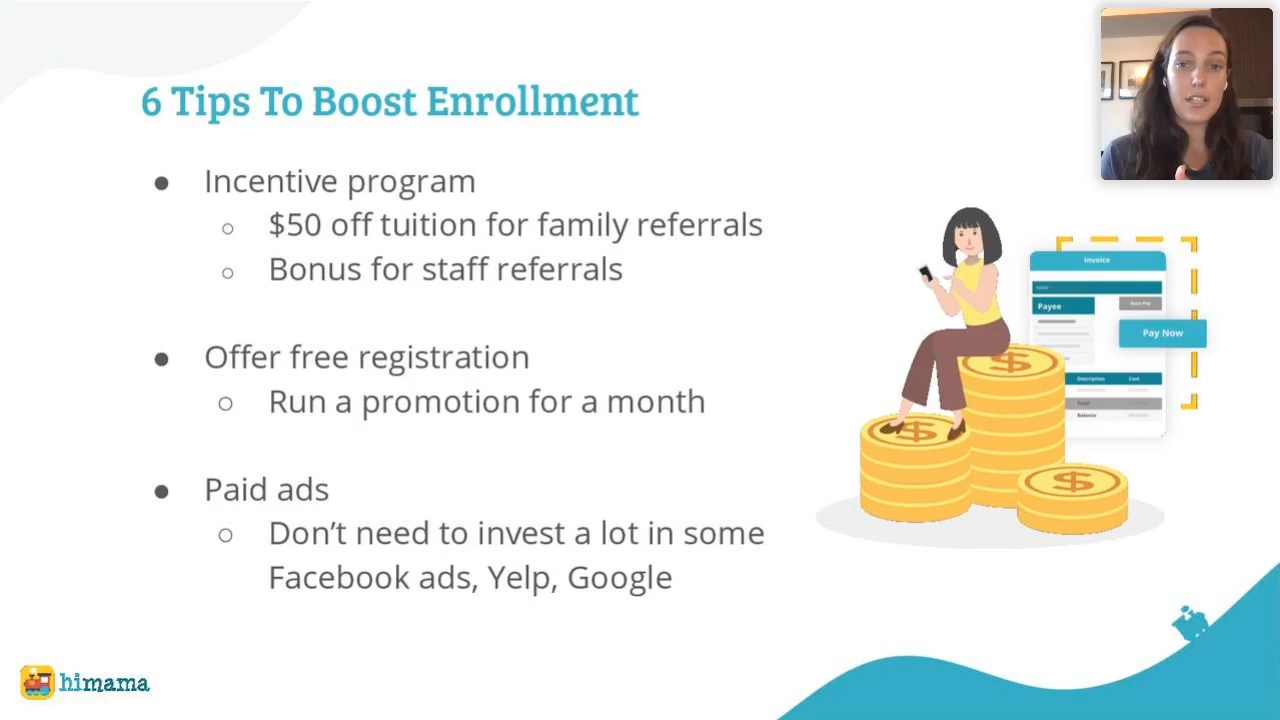 6 Tips To Boost Enrollment
● Incentive program
○ $50 off tuition for family referrals
○ Bonus for staff referrals
● Offer free registration
○ Run a promotion for a month
● Paid ads
○ Don’t need to invest a lot in some
Facebook ads, Yelp, Google
Invoice
Payee
Pay Now
Description Cost
Total
Balance
himama